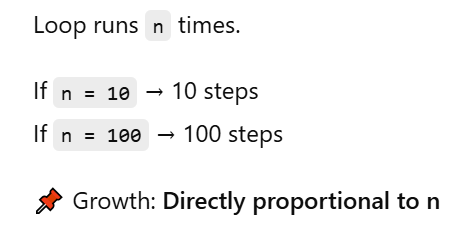 Loop runs n times.
If n = 10 → 10 steps
If n = 100 → 100 steps
📌 Growth: Directly proportional to n